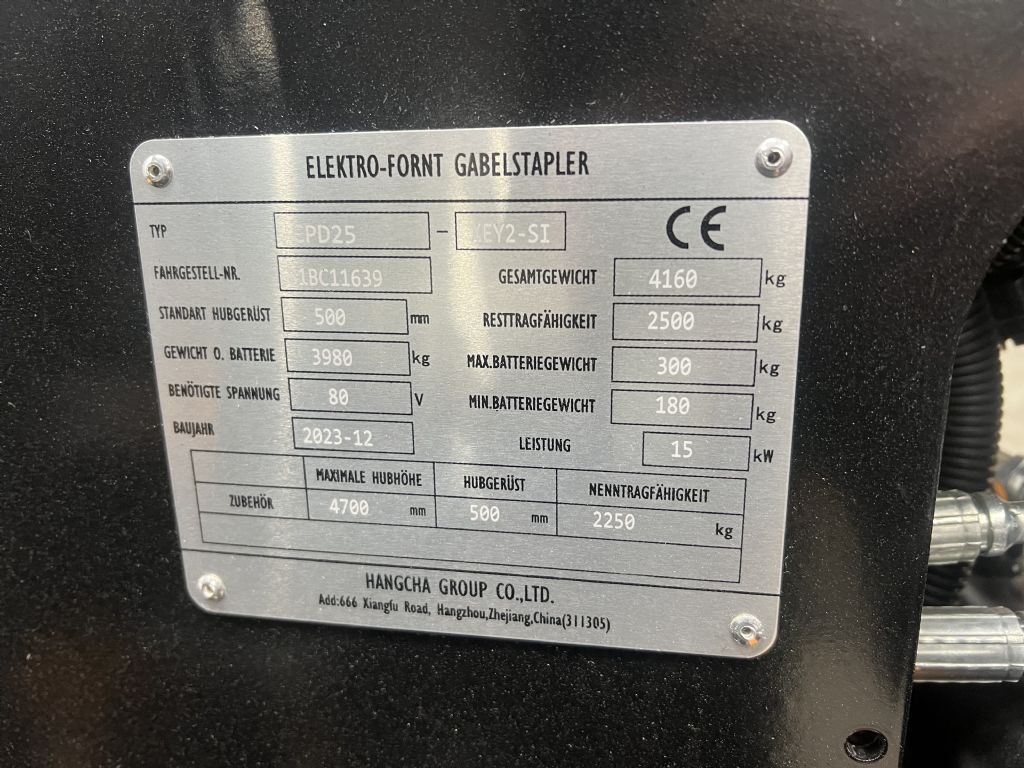 ELEKTRO-FORNT GABELSTAPLER
TYP CPD25 - XEY2-SI CE
FAHRGESTELL-NR. 1BC11639 GESAMTGEWICHT 4160 kg
STANDART HUBGERÜST 500 mm RESTTRAGFÄHIGKEIT 2500 kg
GEWICHT O. BATTERIE 3980 kg MAX.BATTERIEGEWICHT 300 kg
BENÖTIGTE SPANNUNG 80 V MIN.BATTERIEGEWICHT 180 kg
BAUJAHR 2023-12 LEISTUNG 15 kW
MAXIMALE HUBHÖHE HUBGERÜST NENNTRAGFÄHIGKEIT
ZUBEHÖR 4700 mm 500 mm 2250 kg
HANGCHA GROUP CO.,LTD.
Add:666 Xiangfu Road, Hangzhou,Zhejiang,China(311305)